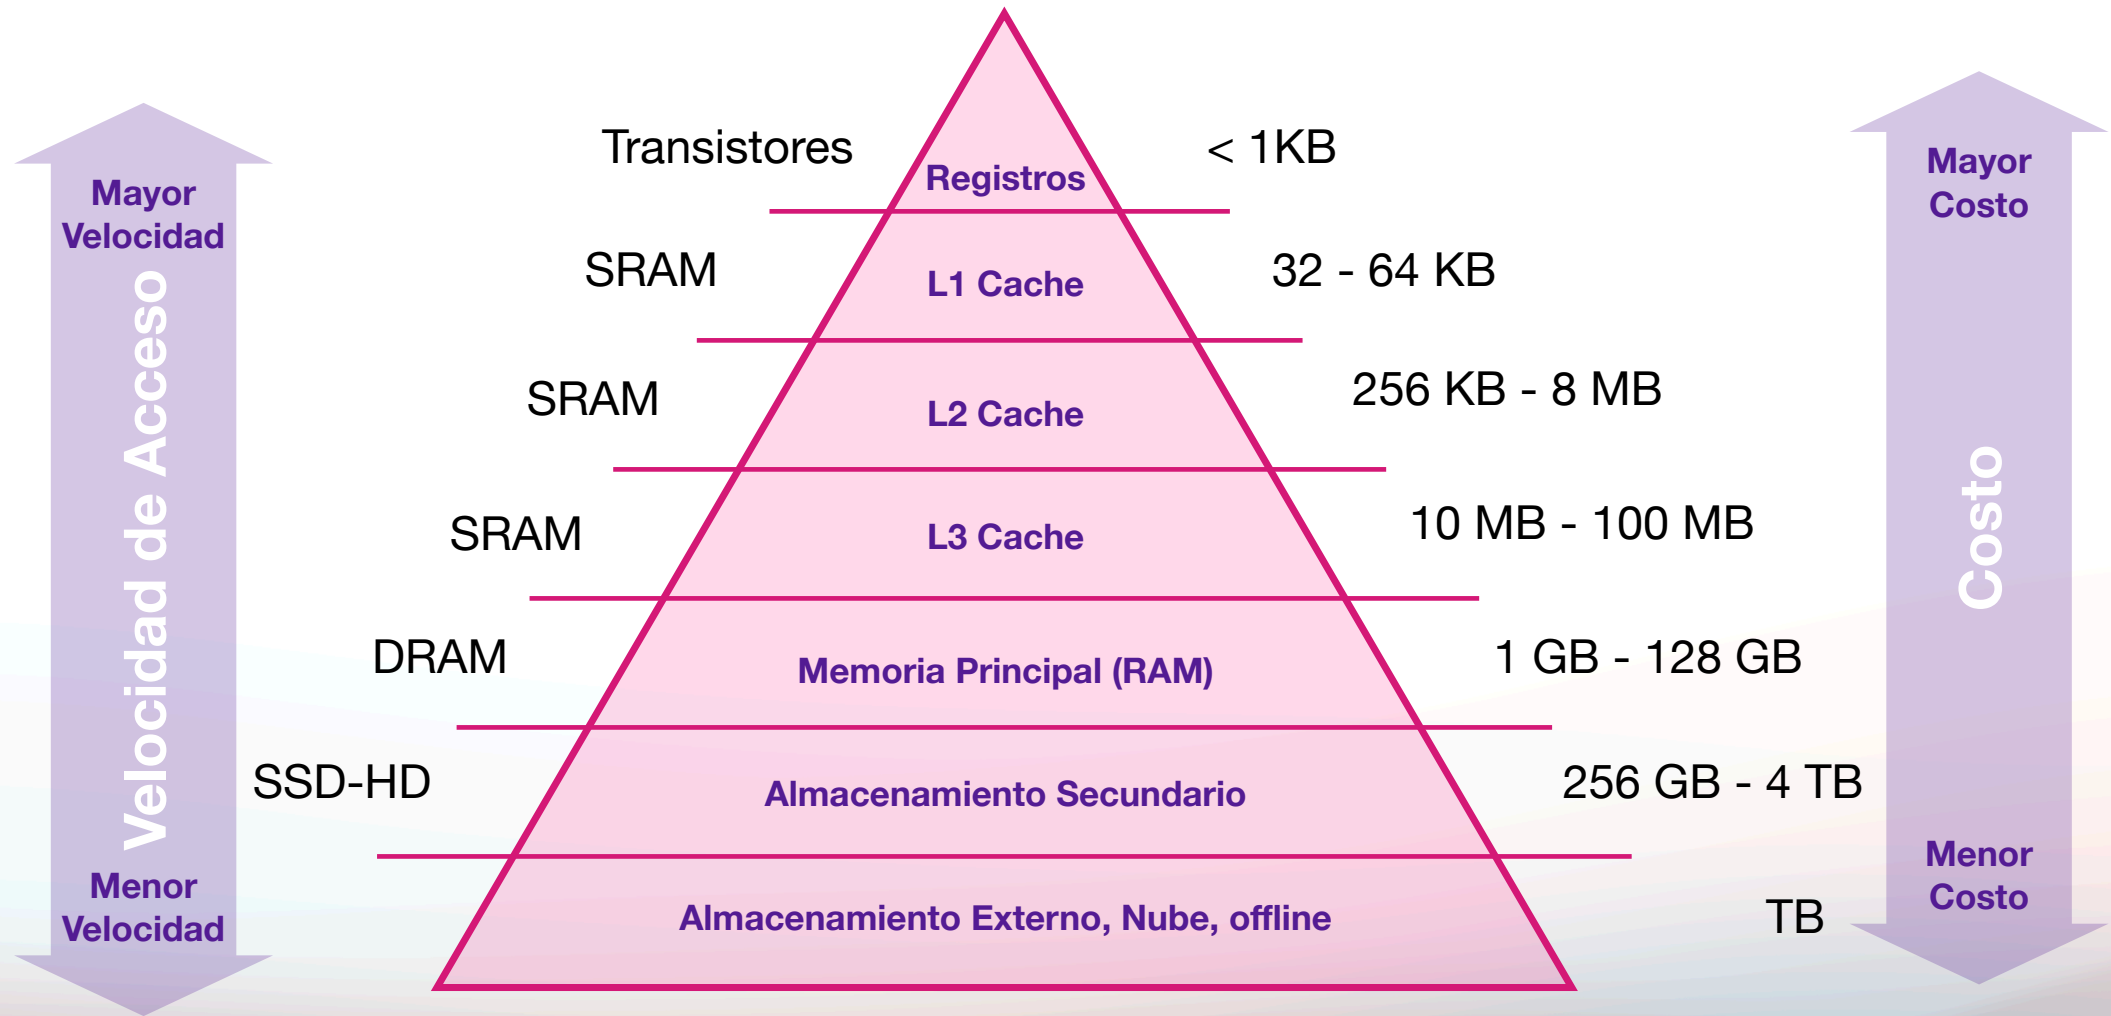 Mayor
Velocidad
Velocidad de Acceso
Menor
Velocidad
Transistores
Registros
< 1KB
SRAM
L1 Cache
32 - 64 KB
SRAM
L2 Cache
256 KB - 8 MB
SRAM
L3 Cache
10 MB - 100 MB
DRAM
Memoria Principal (RAM)
1 GB - 128 GB
SSD-HD
Almacenamiento Secundario
256 GB - 4 TB
Almacenamiento Externo, Nube, offline
TB
Mayor
Costo
Costo
Menor
Costo